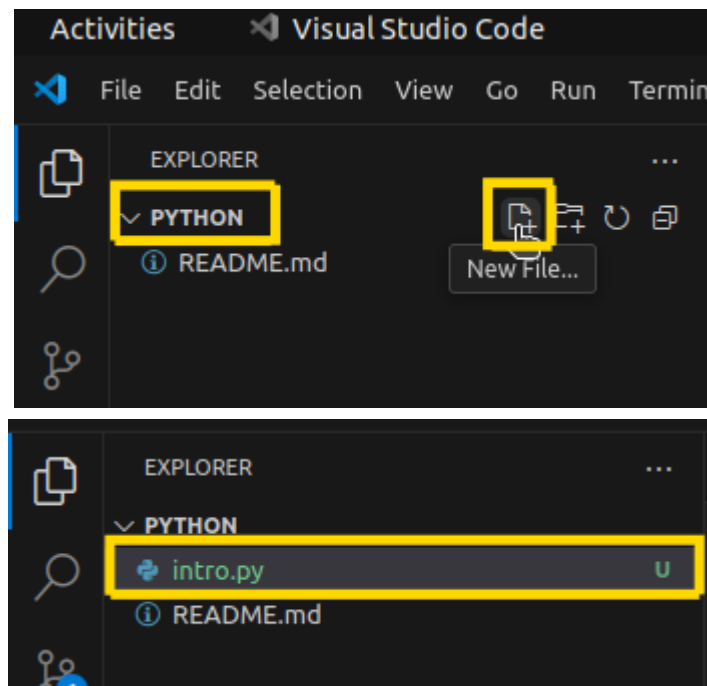 Activities Visual Studio Code
File Edit Selection View Go Run Termin
EXPLORER
PYTHON
README.md
New File...
EXPLORER
PYTHON
intro.py U
README.md